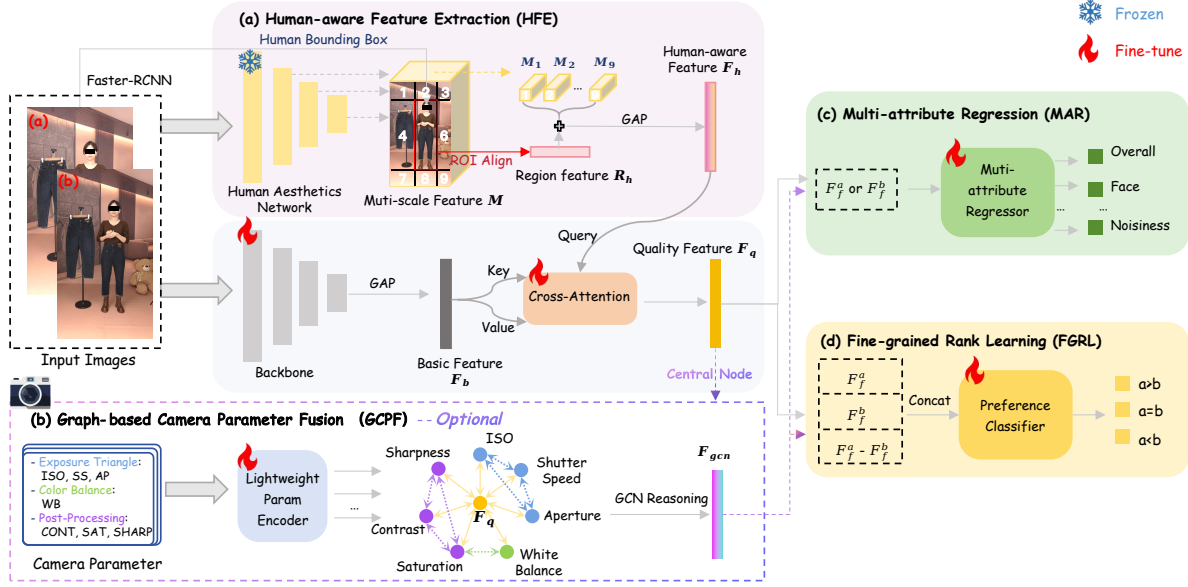 (a) Human-aware Feature Extraction (HFE)
Frozen
Fine-tune
Human Bounding Box
Faster-RCNN
(a)
(b)
Input Images
Human Aesthetics
Network
1 2 3
4 6
7 8 9
Muti-scale Feature M
ROI Align
M1 M2 ... M9
GAP
Region feature Rh
Human-aware
Feature Fh
Query
Backbone
GAP
Basic Feature
Fb
Key
Value
Cross-Attention
Quality Feature Fq
Central Node
(c) Multi-attribute Regression (MAR)
F_f^a or F_f^b
Muti-
attribute
Regressor
Overall
Face
...
...
Noisiness
(d) Fine-grained Rank Learning (FGRL)
F_f^a
F_f^b
F_f^a - F_f^b
Concat
Preference
Classifier
a>b
a=b
a<b
(b) Graph-based Camera Parameter Fusion (GCPF) --Optional
- Exposure Triangle:
ISO, SS, AP
- Color Balance:
WB
- Post-Processing:
CONT, SAT, SHARP
Camera Parameter
Lightweight
Param
Encoder
...
ISO
Sharpness
Shutter
Speed
Fq
Aperture
Contrast
Saturation
White
Balance
GCN Reasoning
Fgcn